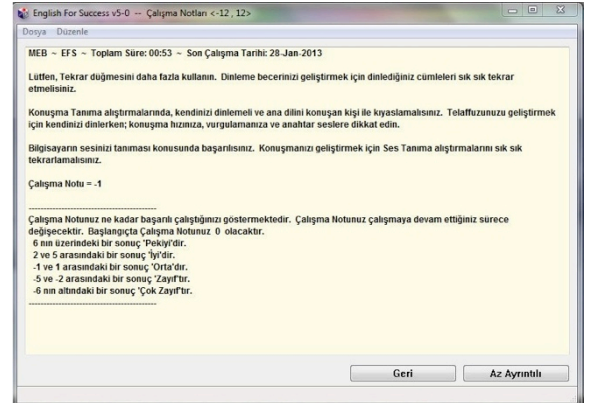 English For Success v5-0 -- Çalışma Notları <-12 , 12>
Dosya Düzenle
MEB ~ EFS ~ Toplam Süre: 00:53 ~ Son Çalışma Tarihi: 28-Jan-2013
Lütfen, Tekrar düğmesini daha fazla kullanın. Dinleme becerinizi geliştirmek için dinlediğiniz cümleleri sık sık tekrar
etmelisiniz.
Konuşma Tanıma alıştırmalarında, kendinizi dinlemeli ve ana dilini konuşan kişi ile kıyaslamalısınız. Telaffuzunuzu geliştirmek
için kendinizi dinlerken; konuşma hızınıza, vurgulamanıza ve anahtar seslere dikkat edin.
Bilgisayarın sesinizi tanıması konusunda başarılısınız. Konuşmanızı geliştirmek için Ses Tanıma alıştırmalarını sık sık
tekrarlamalısınız.
Çalışma Notu = -1
--------------------------------------------
Çalışma Notunuz ne kadar başarılı çalıştığınızı göstermektedir. Çalışma Notunuz çalışmaya devam ettiğiniz sürece
değişecektir. Başlangıçta Çalışma Notunuz 0 olacaktır.
6 nın üzerindeki bir sonuç 'Pekiyi'dir.
2 ve 5 arasındaki bir sonuç 'İyi'dir.
-1 ve 1 arasındaki bir sonuç 'Orta'dır.
-5 ve -2 arasındaki bir sonuç 'Zayıf'tır.
-6 nın altındaki bir sonuç 'Çok Zayıf'tır.
--------------------------------------------
Geri Az Ayrıntılı